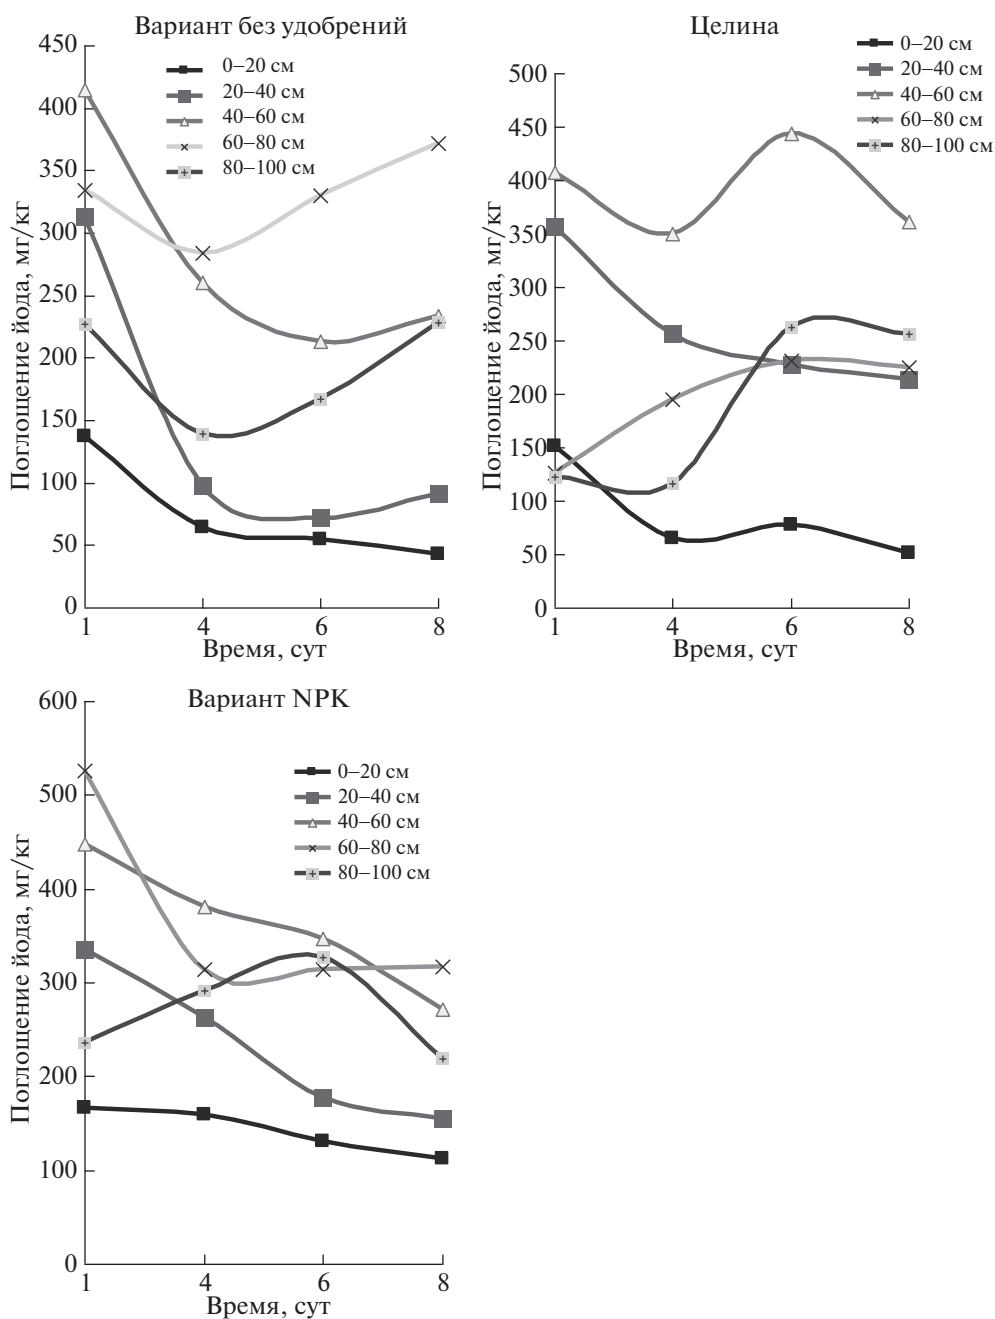 Вариант без удобрений
Поглощение йода, мг/кг
450
400
350
300
250
200
150
100
50
0
0–20 см
20–40 см
40–60 см
60–80 см
80–100 см
1 4 6 8
Время, сут
Целина
Поглощение йода, мг/кг
500
450
400
350
300
250
200
150
100
50
0
0–20 см
20–40 см
40–60 см
60–80 см
80–100 см
1 4 6 8
Время, сут
Вариант NPK
Поглощение йода, мг/кг
600
500
400
300
200
100
0
0–20 см
20–40 см
40–60 см
60–80 см
80–100 см
1 4 6 8
Время, сут